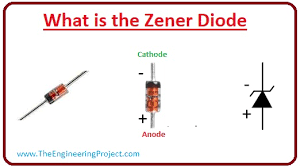 What is the Zener Diode
Cathode
-
+
Anode
-
+
www.TheEngineeringProject.com